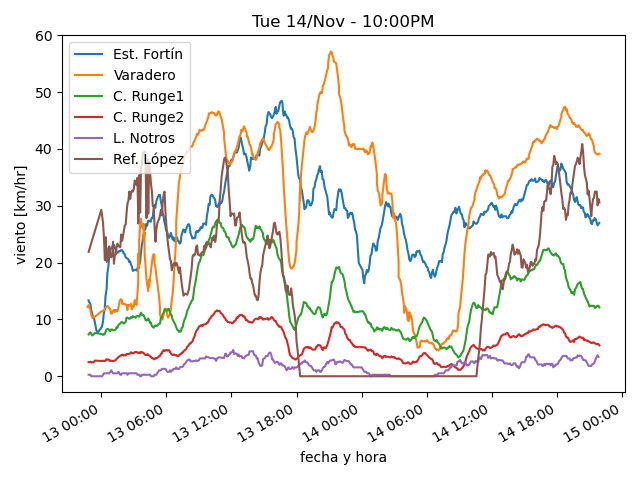 Tue 14/Nov - 10:00PM
Est. Fortín
Varadero
C. Runge1
C. Runge2
L. Notros
Ref. López
viento [km/hr]
60
50
40
30
20
10
0
13 00:00
13 06:00
13 12:00
13 18:00
14 00:00
14 06:00
14 12:00
14 18:00
15 00:00
fecha y hora